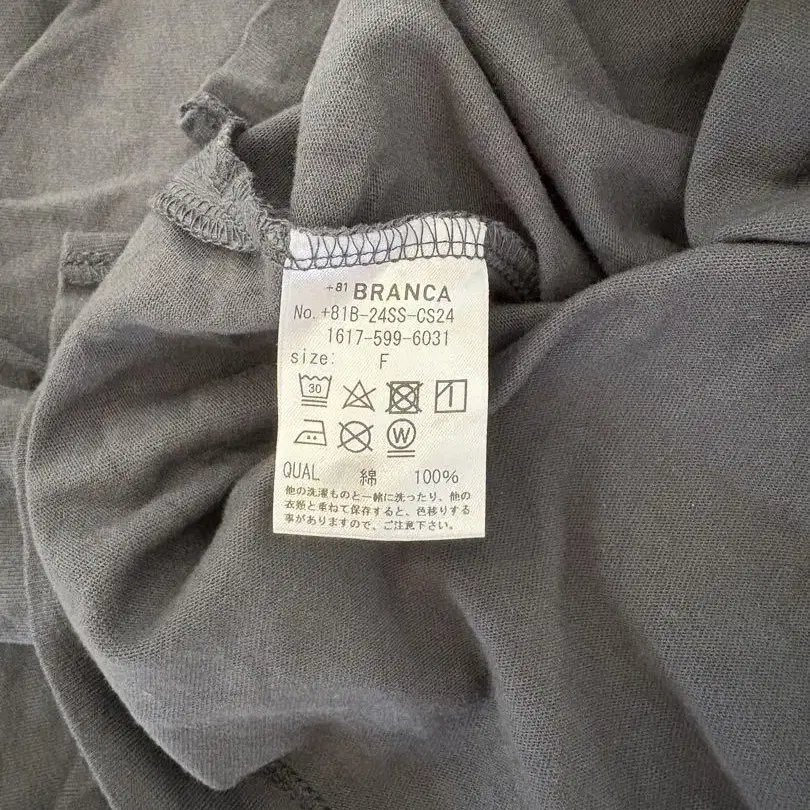 +81 BRANCA
No. +81B-24SS-CS24
1617-599-6031
size: F
30
W
QUAL 綿 100%
他の洗濯ものと一緒に洗ったり、他の
衣類と重ねて保存すると、色移りする
事がありますので、ご注意下さい。